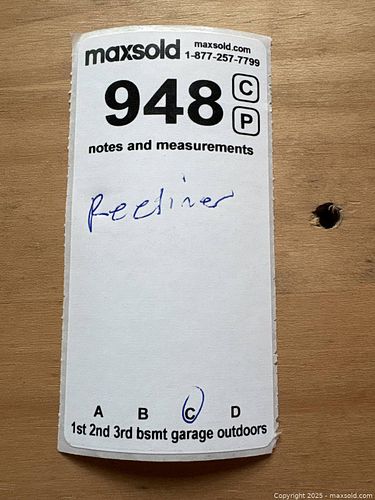 maxsold maxsold.com
1-877-257-7799
948 C
P
notes and measurements
Recliner
A B C D
1st 2nd 3rd bsmt garage outdoors
Copyright 2025 - maxsold.com